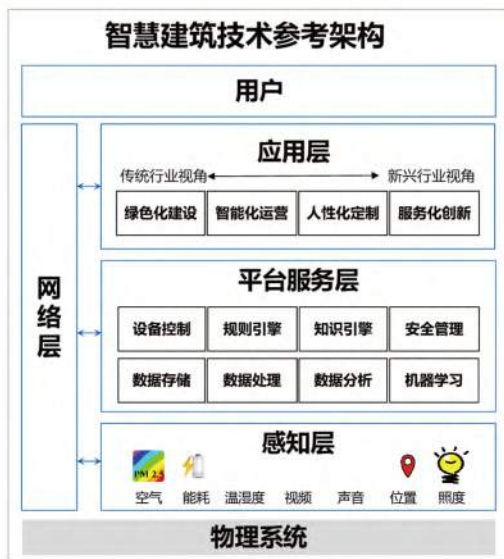 智慧建筑技术参考架构
用户
网络层
应用层
传统行业视角 新兴行业视角
绿色化建设 智能化运营 人性化定制 服务化创新
平台服务层
设备控制 规则引擎 知识引擎 安全管理
数据存储 数据处理 数据分析 机器学习
感知层
PM 2.5
空气 能耗 温湿度 视频 声音 位置 照度
物理系统